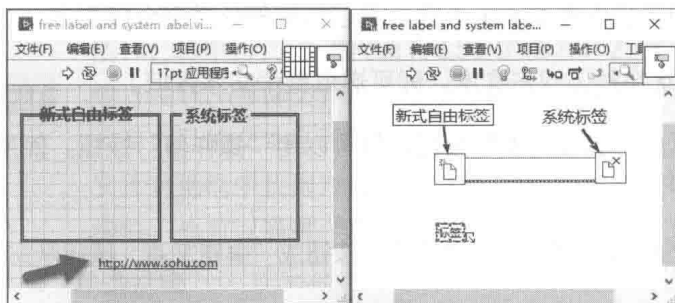 free label and system label.vi...
文件(F) 编辑(E) 查看(V) 项目(P) 操作(O)
17pt 应用程序
新式自由标签 系统标签
http://www.sohu.com
free label and system labe...
文件(F) 编辑(E) 查看(V) 项目(P) 操作(O) 工具
新式自由标签 系统标签
标签